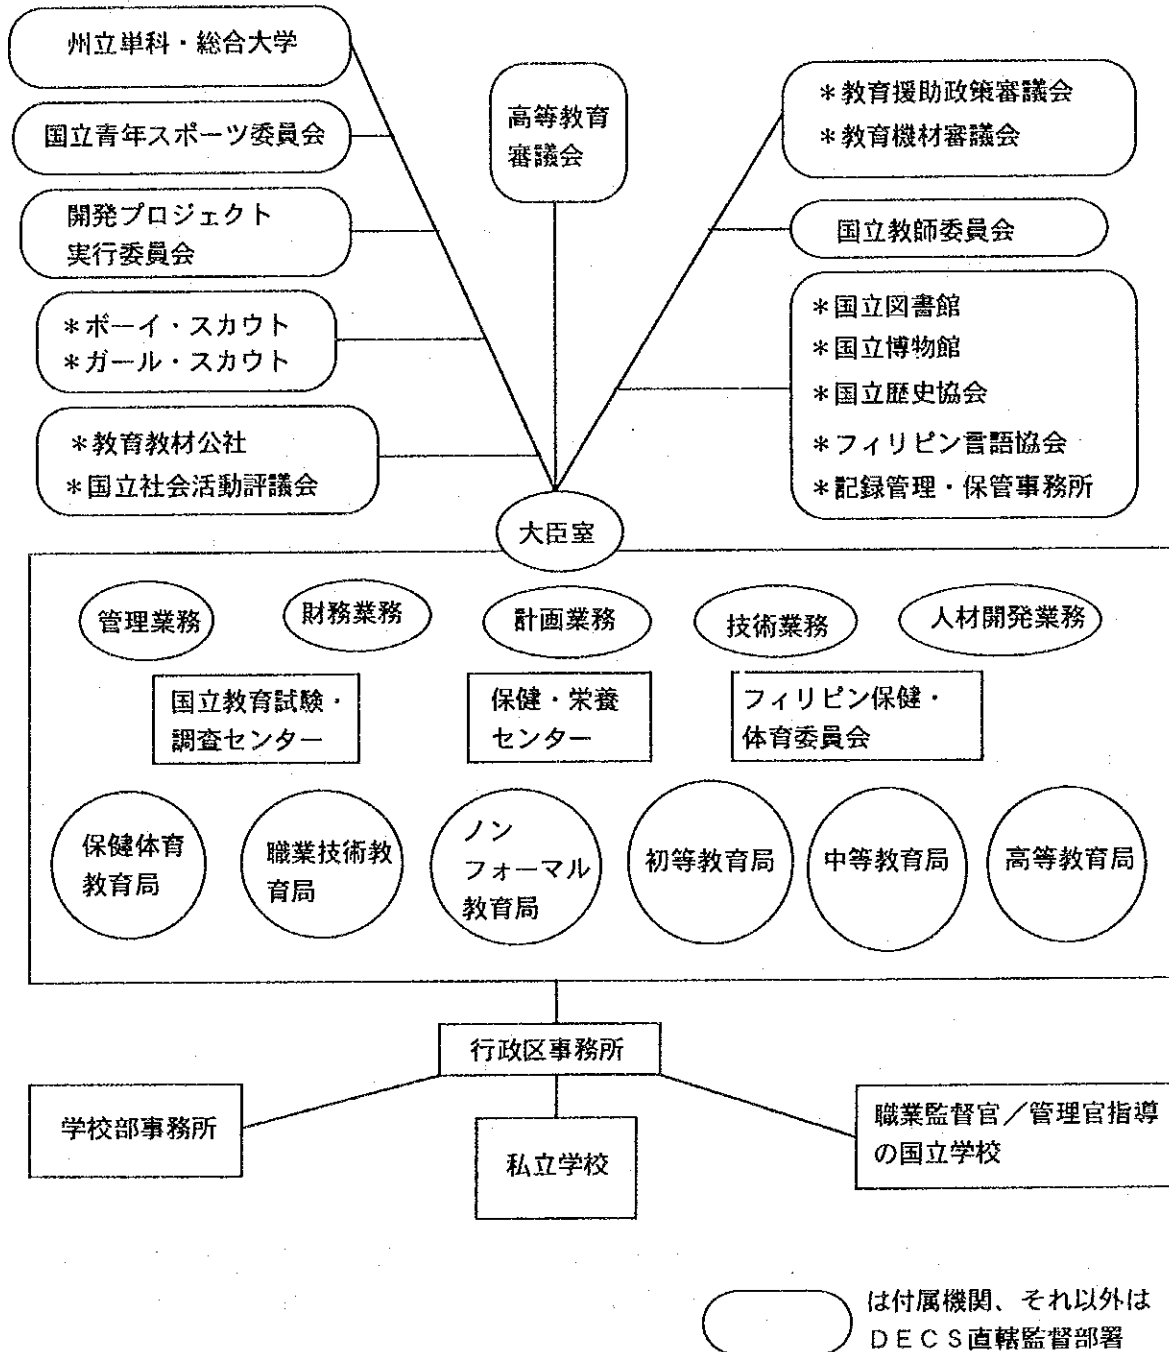 州立単科・総合大学
国立青年スポーツ委員会
開発プロジェクト
実行委員会
＊ボーイ・スカウト
＊ガール・スカウト
＊教育教材公社
＊国立社会活動評議会
高等教育
審議会
＊教育援助政策審議会
＊教育機材審議会
国立教師委員会
＊国立図書館
＊国立博物館
＊国立歴史協会
＊フィリピン言語協会
＊記録管理・保管事務所
大臣室
管理業務
財務業務
計画業務
技術業務
人材開発業務
国立教育試験・
調査センター
保健・栄養
センター
フィリピン保健・
体育委員会
保健体育
教育局
職業技術教
育局
ノン
フォーマル
教育局
初等教育局
中等教育局
高等教育局
行政区事務所
学校部事務所
私立学校
職業監督官／管理官指導
の国立学校
は付属機関、それ以外は
ＤＥＣＳ直轄監督部署